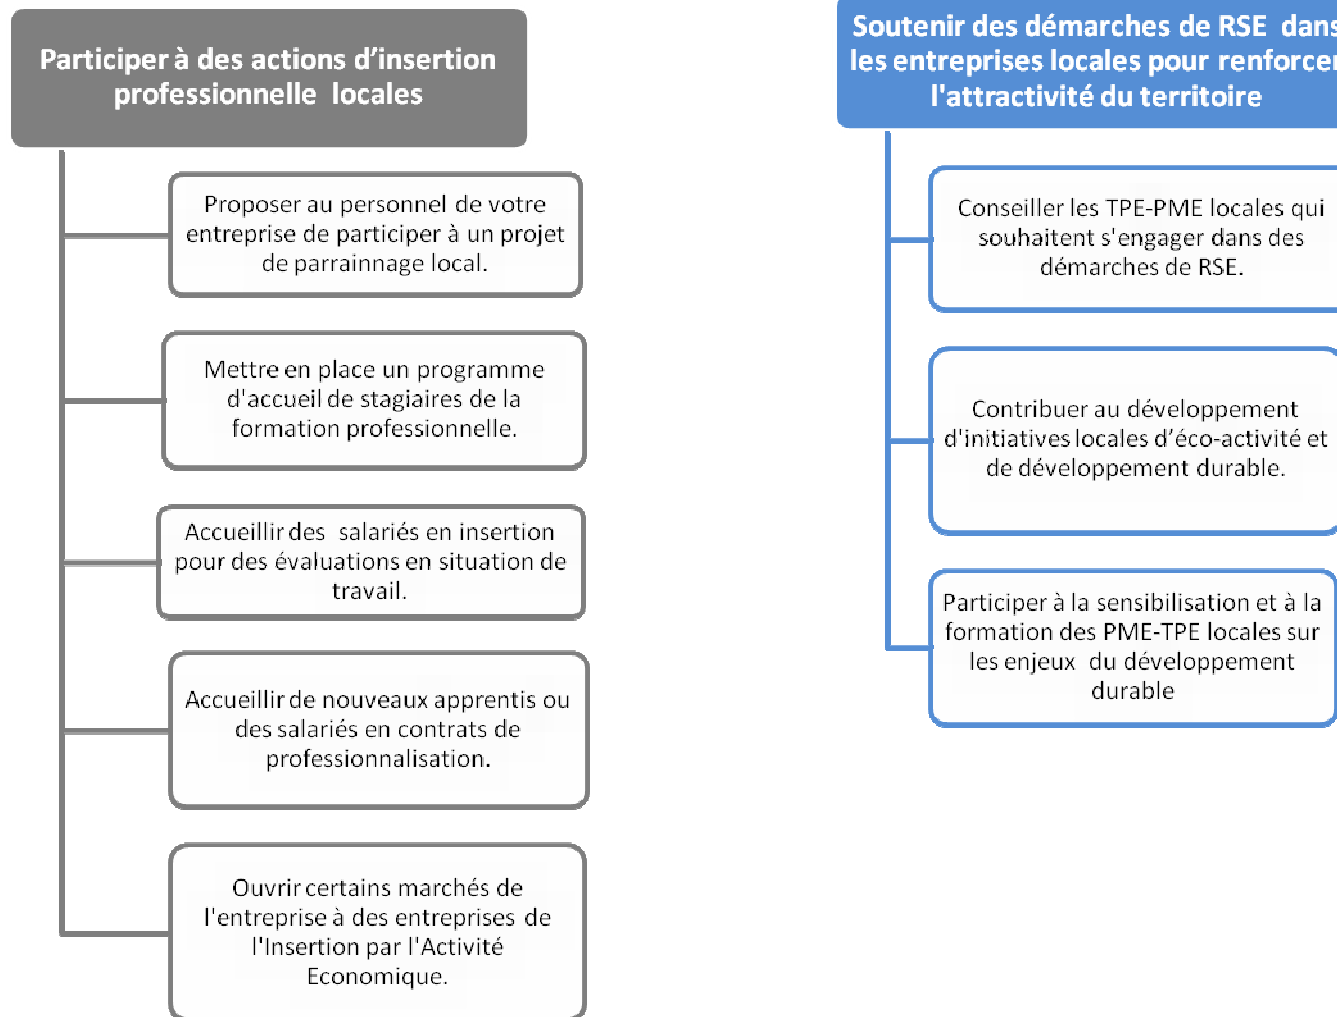 Participer à des actions d’insertion
professionnelle locales
Proposer au personnel de votre
entreprise de participer à un projet
de parrainnage local.
Mettre en place un programme
d'accueil de stagiaires de la
formation professionnelle.
Accueillir des salariés en insertion
pour des évaluations en situation de
travail.
Accueillir de nouveaux apprentis ou
des salariés en contrats de
professionnalisation.
Ouvrir certains marchés de
l'entreprise à des entreprises de
l'Insertion par l'Activité
Economique.
Soutenir des démarches de RSE dans
les entreprises locales pour renforcer
l'attractivité du territoire
Conseiller les TPE-PME locales qui
souhaitent s'engager dans des
démarches de RSE.
Contribuer au développement
d'initiatives locales d’éco-activité et
de développement durable.
Participer à la sensibilisation et à la
formation des PME-TPE locales sur
les enjeux du développement
durable